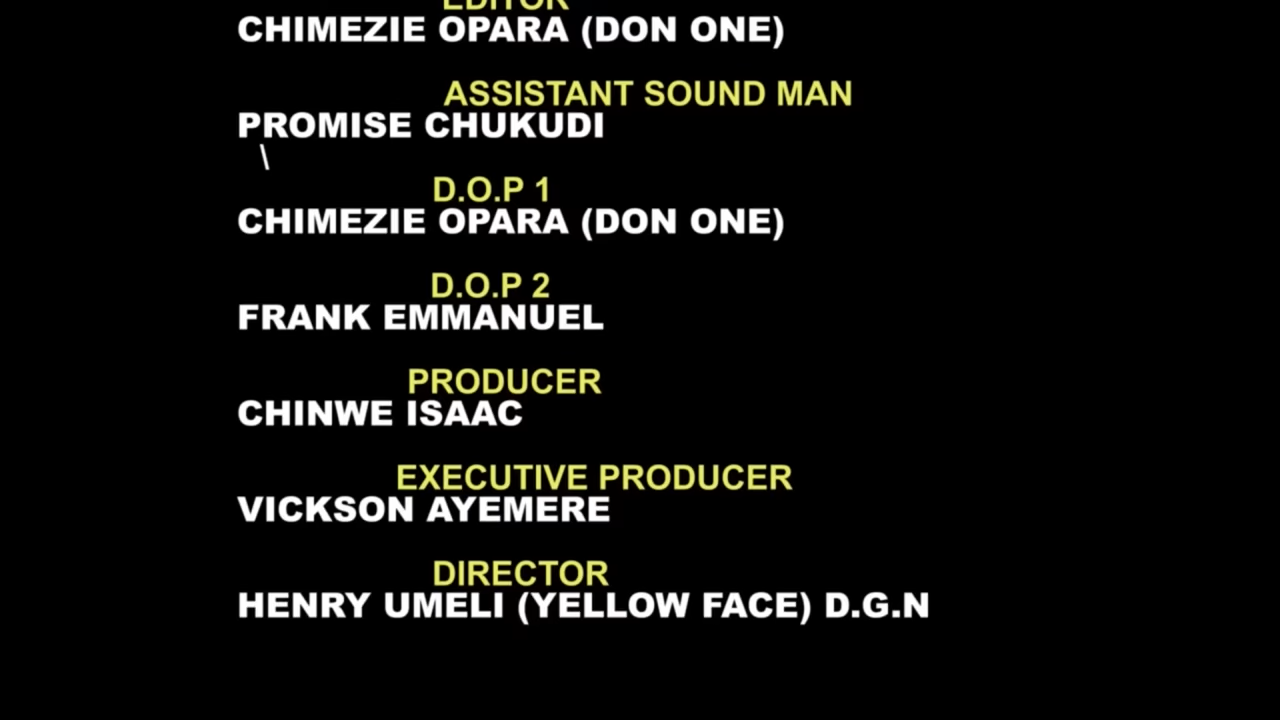 EDITOR
CHIMEZIE OPARA (DON ONE)
ASSISTANT SOUND MAN
PROMISE CHUKUDI
\
D.O.P 1
CHIMEZIE OPARA (DON ONE)
D.O.P 2
FRANK EMMANUEL
PRODUCER
CHINWE ISAAC
EXECUTIVE PRODUCER
VICKSON AYEMERE
DIRECTOR
HENRY UMELI (YELLOW FACE) D.G.N